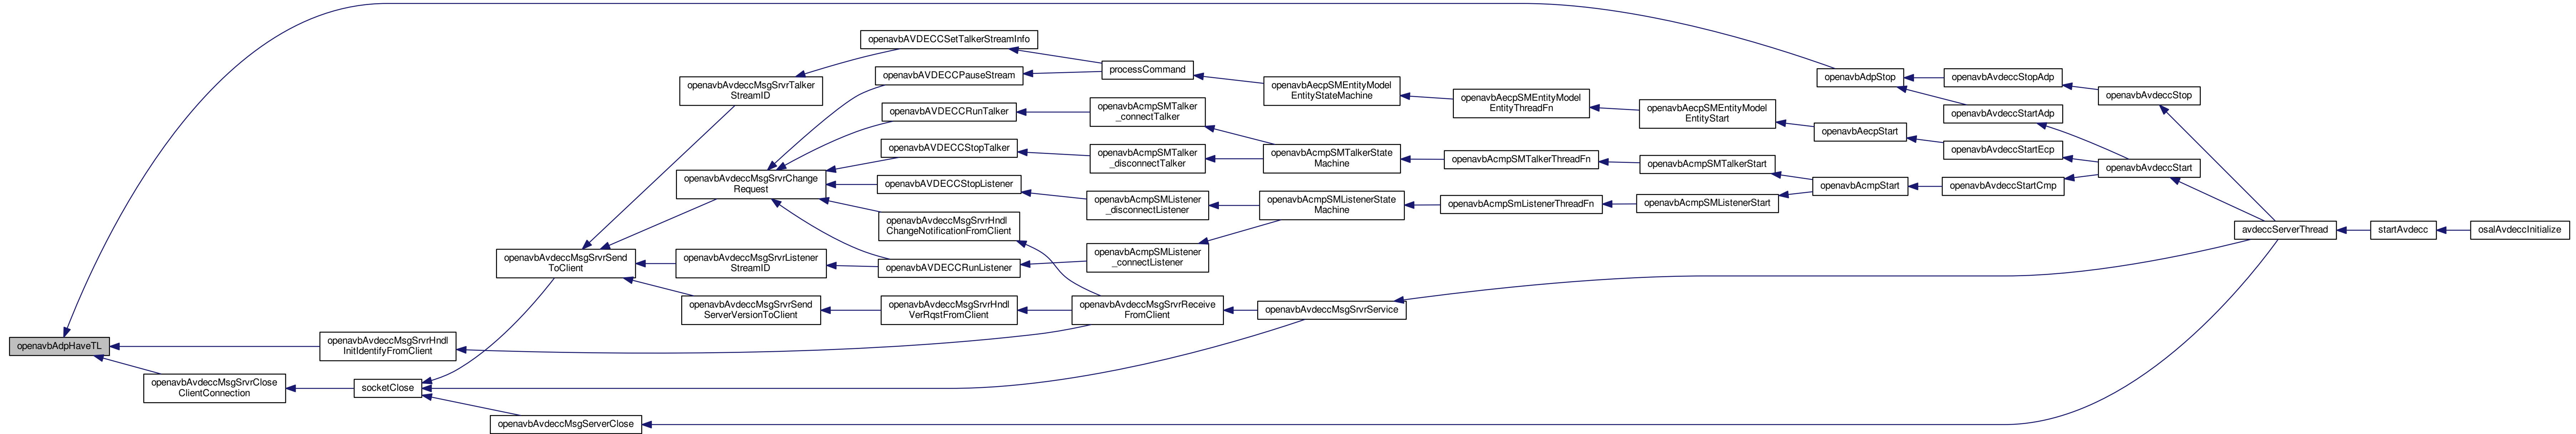 openavbAdpHaveTL
openavbAdpStop
openavbAvdeccStopAdp
openavbAvdeccStop
avdeccServerThread
startAvdecc
osalAvdeccInitialize
openavbAvdeccStartAdp
openavbAvdeccStart
openavbAvdeccMsgSrvrHndl
InitIdentifyFromClient
openavbAvdeccMsgSrvrReceive
FromClient
openavbAvdeccMsgSrvrService
openavbAvdeccMsgSrvrClose
ClientConnection
socketClose
openavbAvdeccMsgServerClose
openavbAvdeccMsgSrvrSend
ToClient
openavbAvdeccMsgSrvrTalker
StreamID
openavbAVDECCSetTalkerStreamInfo
processCommand
openavbAecpSMEntityModel
EntityStateMachine
openavbAecpSMEntityModel
EntityThreadFn
openavbAecpSMEntityModel
EntityStart
openavbAecpStart
openavbAvdeccStartEcp
openavbAvdeccMsgSrvrChange
Request
openavbAVDECCPauseStream
openavbAVDECCRunTalker
openavbAcmpSMTalker
_connectTalker
openavbAcmpSMTalkerState
Machine
openavbAcmpSMTalkerThreadFn
openavbAcmpSMTalkerStart
openavbAcmpStart
openavbAvdeccStartCmp
openavbAVDECCStopTalker
openavbAcmpSMTalker
_disconnectTalker
openavbAVDECCStopListener
openavbAcmpSMListener
_disconnectListener
openavbAcmpSMListenerState
Machine
openavbAcmpSmListenerThreadFn
openavbAcmpSMListenerStart
openavbAvdeccMsgSrvrHndl
ChangeNotificationFromClient
openavbAVDECCRunListener
openavbAcmpSMListener
_connectListener
openavbAvdeccMsgSrvrListener
StreamID
openavbAvdeccMsgSrvrSend
ServerVersionToClient
openavbAvdeccMsgSrvrHndl
VerRqstFromClient